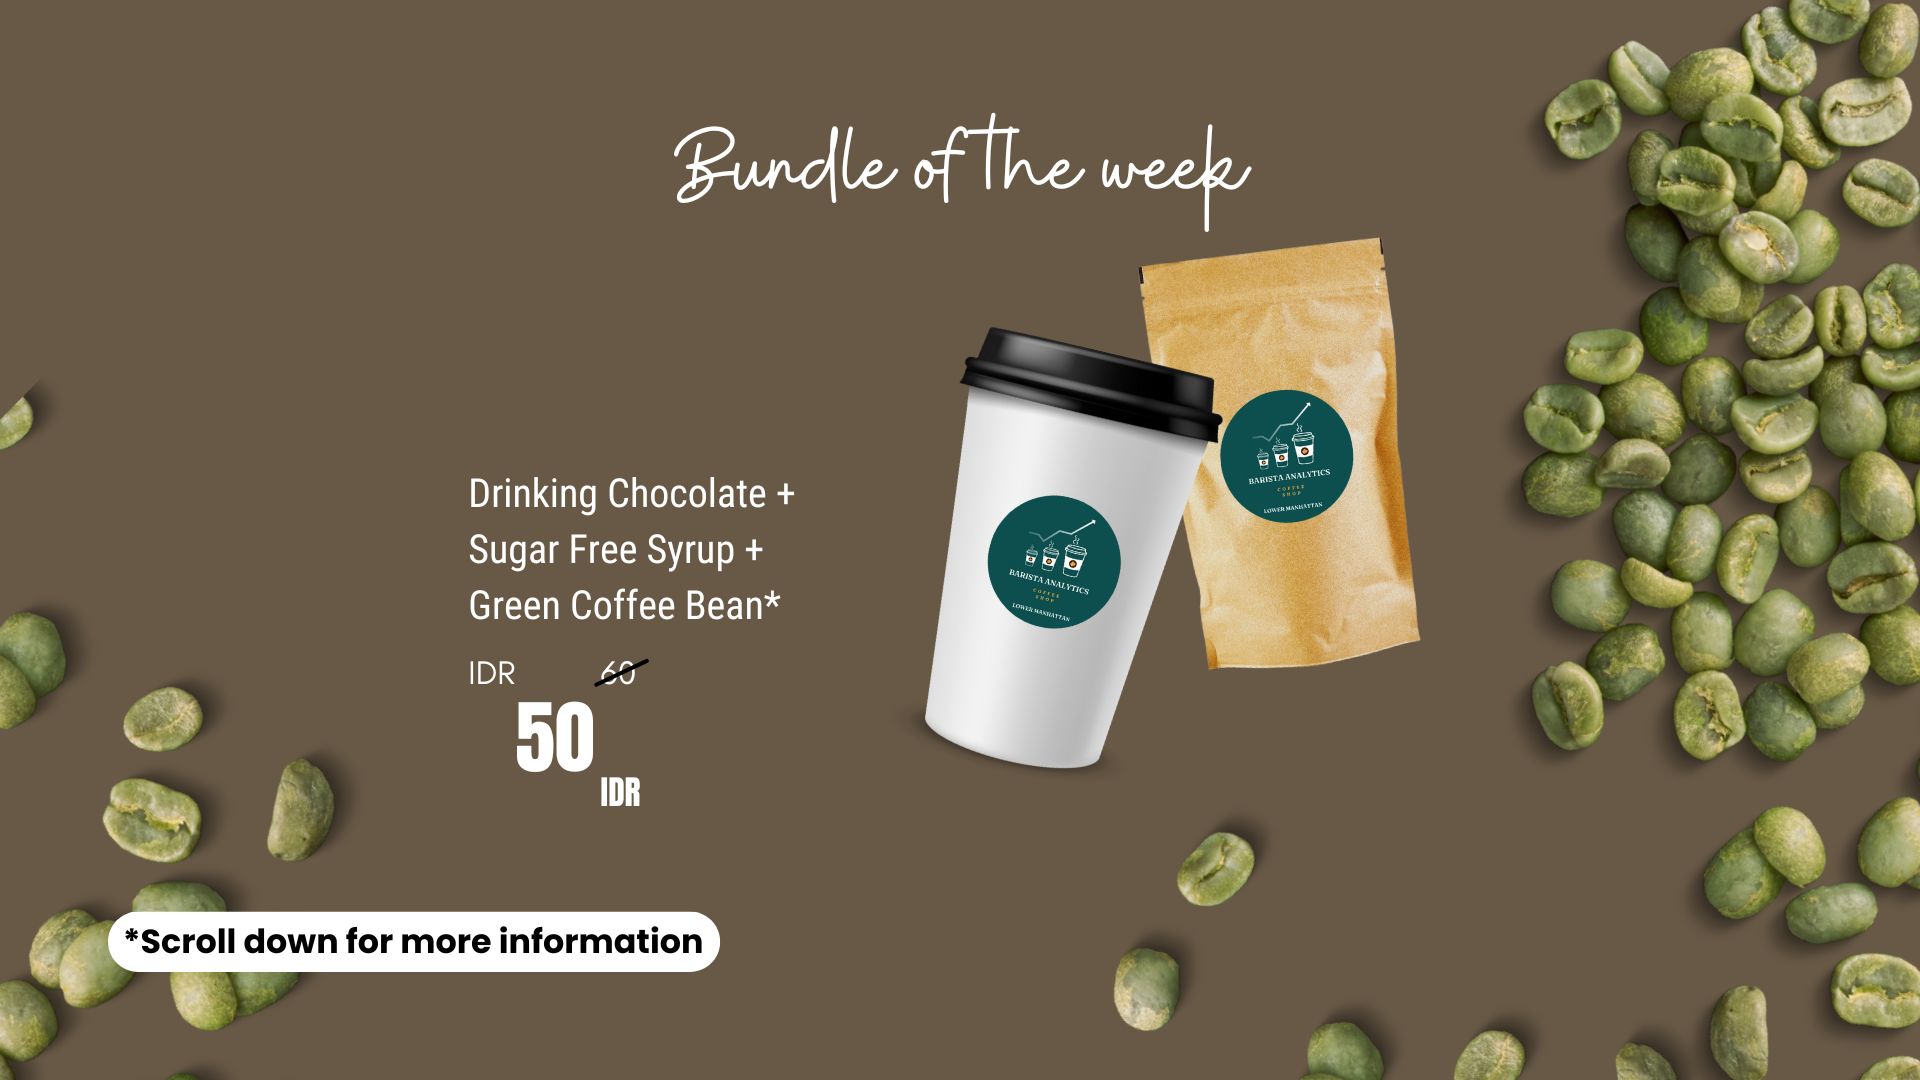 Bundle of the week
Drinking Chocolate +
Sugar Free Syrup +
Green Coffee Bean*
IDR 60
50
IDR
BARISTA ANALYTICS
COFFEE
SHOP
LOWER MANHATTAN
BARISTA ANALYTICS
COFFEE
SHOP
LOWER MANHATTAN
*Scroll down for more information